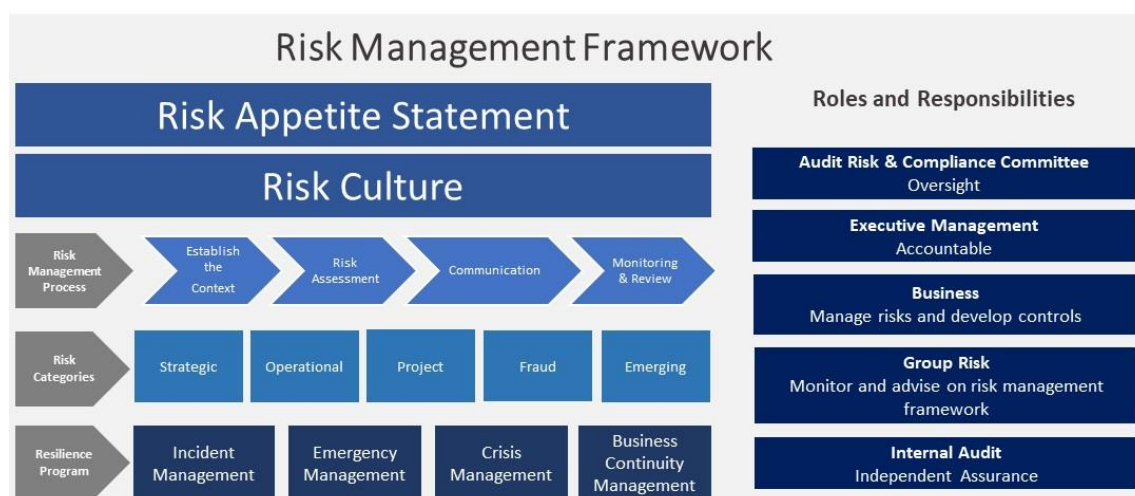 Risk Management Framework
Risk Appetite Statement
Risk Culture
Risk
Management
Process
Establish
the
Context
Risk
Assessment
Communication
Monitoring
& Review
Risk
Categories
Strategic
Operational
Project
Fraud
Emerging
Resilience
Program
Incident
Management
Emergency
Management
Crisis
Management
Business
Continuity
Management
Roles and Responsibilities
Audit Risk & Compliance Committee
Oversight
Executive Management
Accountable
Business
Manage risks and develop controls
Group Risk
Monitor and advise on risk management
framework
Internal Audit
Independent Assurance